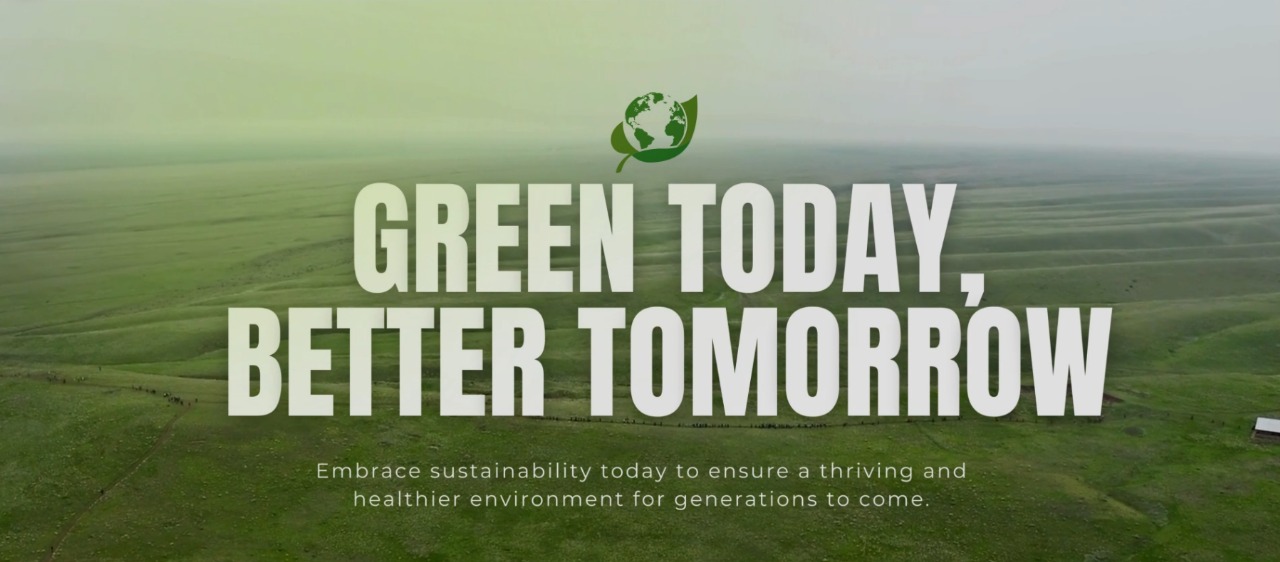 GREEN TODAY,
BETTER TOMORROW
Embrace sustainability today to ensure a thriving and
healthier environment for generations to come.